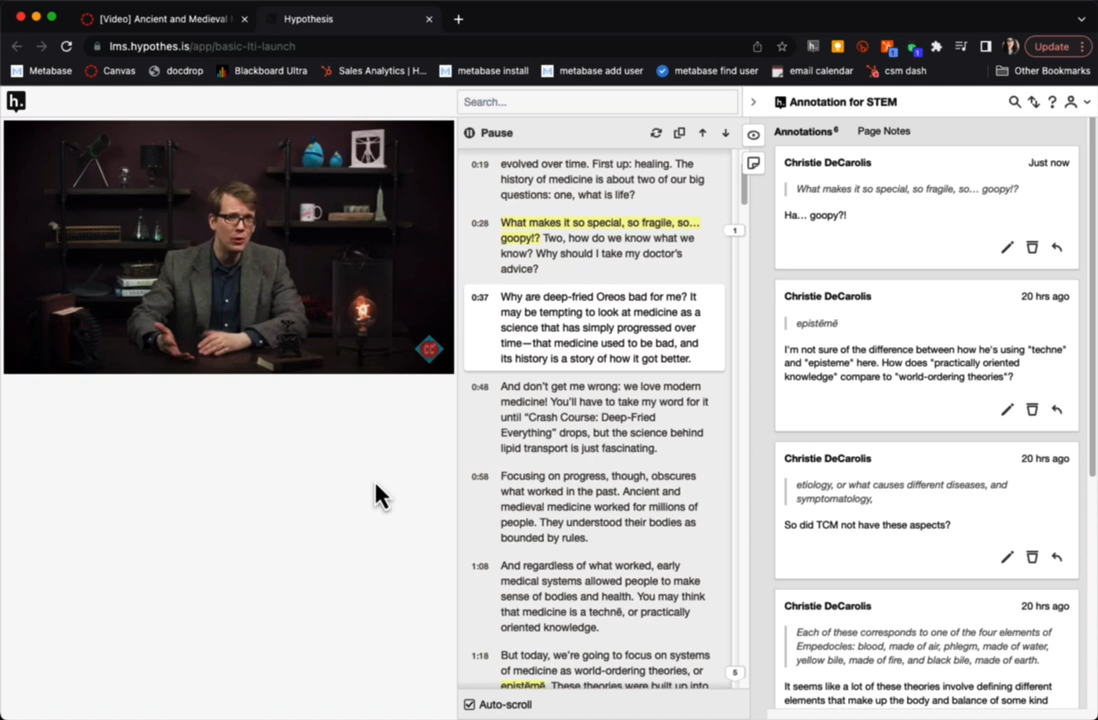 [Video] Ancient and Medieval
Hypothesis
lms.hypothes.is/app/basic-lti-launch
Update
Metabase
Canvas
docdrop
Blackboard Ultra
Sales Analytics | H...
metabase install
metabase add user
metabase find user
email calendar
csm dash
Other Bookmarks
h.
Search...
Pause
0:19 evolved over time. First up: healing. The
history of medicine is about two of our big
questions: one, what is life?
0:28 What makes it so special, so fragile, so…
goopy!? Two, how do we know what we
know? Why should I take my doctor's
advice?
0:37 Why are deep-fried Oreos bad for me? It
may be tempting to look at medicine as a
science that has simply progressed over
time—that medicine used to be bad, and
its history is a story of how it got better.
0:48 And don't get me wrong: we love modern
medicine! You'll have to take my word for it
until "Crash Course: Deep-Fried
Everything" drops, but the science behind
lipid transport is just fascinating.
0:58 Focusing on progress, though, obscures
what worked in the past. Ancient and
medieval medicine worked for millions of
people. They understood their bodies as
bounded by rules.
1:08 And regardless of what worked, early
medical systems allowed people to make
sense of bodies and health. You may think
that medicine is a technē, or practically
oriented knowledge.
1:18 But today, we're going to focus on systems
of medicine as world-ordering theories, or
epistēmē. These theories were built up into
Auto-scroll
1
5
CC
Annotation for STEM
Annotations 6
Page Notes
Christie DeCarolis
Just now
What makes it so special, so fragile, so… goopy!?
Ha... goopy?!
Christie DeCarolis
20 hrs ago
epistēmē
I'm not sure of the difference between how he's using "techne"
and "episteme" here. How does "practically oriented
knowledge" compare to "world-ordering theories"?
Christie DeCarolis
20 hrs ago
etiology, or what causes different diseases, and
symptomatology,
So did TCM not have these aspects?
Christie DeCarolis
20 hrs ago
Each of these corresponds to one of the four elements of
Empedocles: blood, made of air, phlegm, made of water,
yellow bile, made of fire, and black bile, made of earth.
It seems like a lot of these theories involve defining different
elements that make up the body and balance of some kind